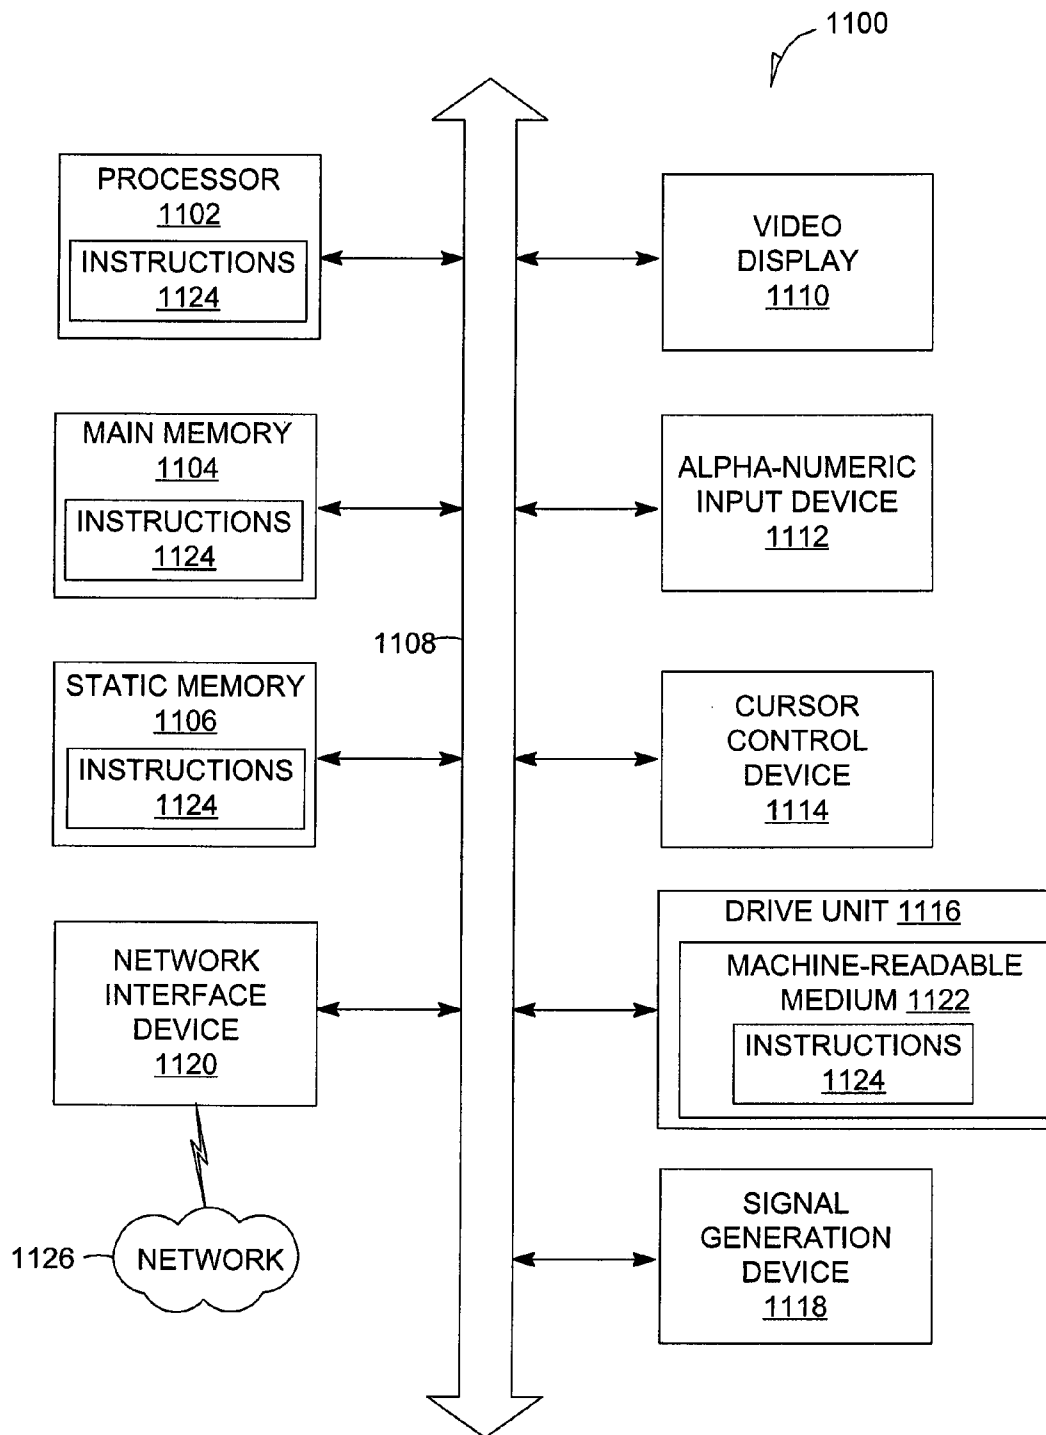 1100
PROCESSOR
1102
INSTRUCTIONS
1124
VIDEO
DISPLAY
1110
MAIN MEMORY
1104
INSTRUCTIONS
1124
ALPHA-NUMERIC
INPUT DEVICE
1112
1108
STATIC MEMORY
1106
INSTRUCTIONS
1124
CURSOR
CONTROL
DEVICE
1114
NETWORK
INTERFACE
DEVICE
1120
DRIVE UNIT 1116
MACHINE-READABLE
MEDIUM 1122
INSTRUCTIONS
1124
1126
NETWORK
SIGNAL
GENERATION
DEVICE
1118